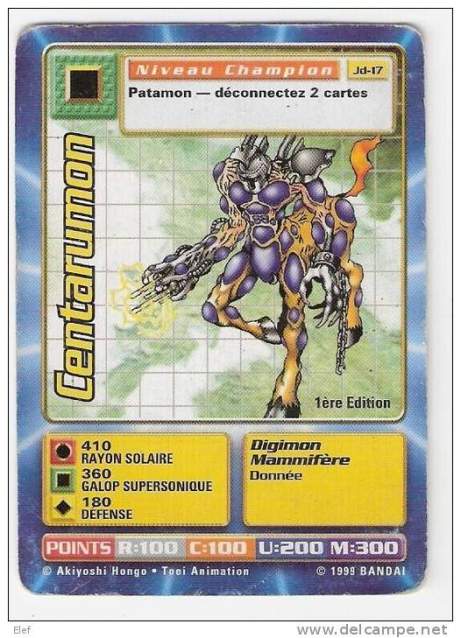 Niveau Champion Jd-17
Patamon — déconnectez 2 cartes
Centarumon
1ère Edition
410
RAYON SOLAIRE
360
GALOP SUPERSONIQUE
180
DEFENSE
Digimon
Mammifère
Donnée
POINTS R:100 C:100 U:200 M:300
© Akiyoshi Hongo • Toei Animation © 1999 BANDAI
Elef
delcampe.net